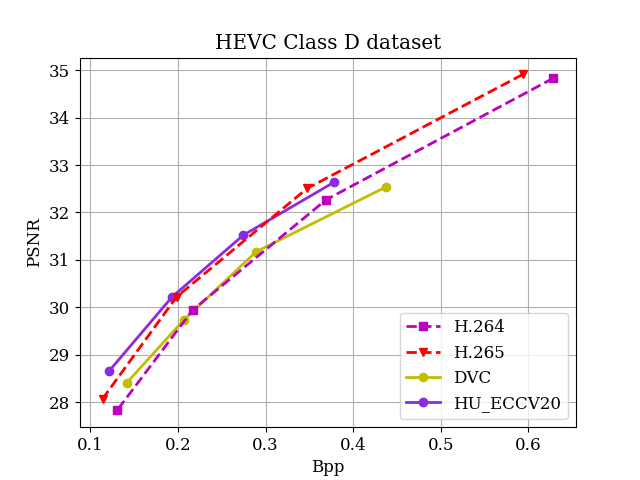 HEVC Class D dataset
35
34
33
32
31
30
29
28
PSNR
0.1 0.2 0.3 0.4 0.5 0.6
Bpp
H.264
H.265
DVC
HU_ECCV20